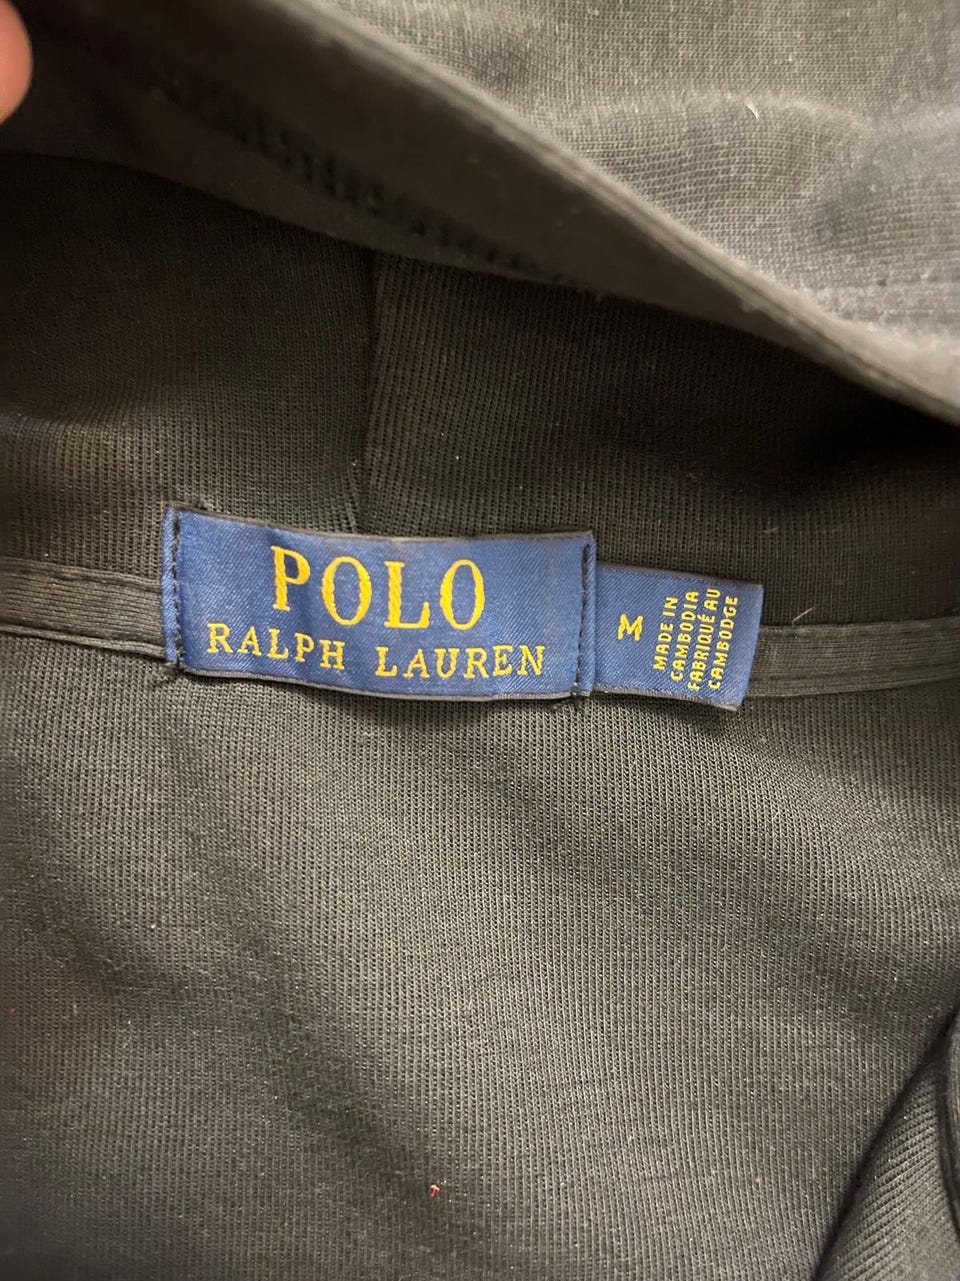 POLO
RALPH LAUREN
M
MADE IN
CAMBODIA
FABRIQUÉ AU
CAMBODGE